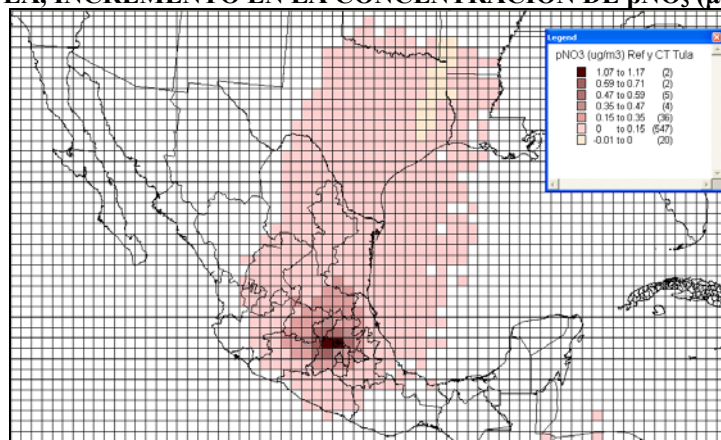 LA, INCREMENTO EN LA CONCENTRACIÓN DE pNO₃ (µ
Legend
pNO3 (ug/m3) Ref y CT Tula
1.07 to 1.17 (2)
0.59 to 0.71 (2)
0.47 to 0.59 (5)
0.35 to 0.47 (4)
0.15 to 0.35 (36)
0 to 0.15 (547)
-0.01 to 0 (20)